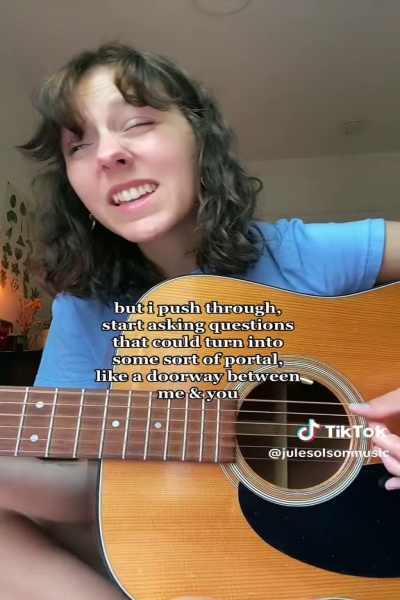 but i push through,
start asking questions
that could turn into
some sort of portal,
like a doorway between
me & you
TikTok
@julesolsonmusic